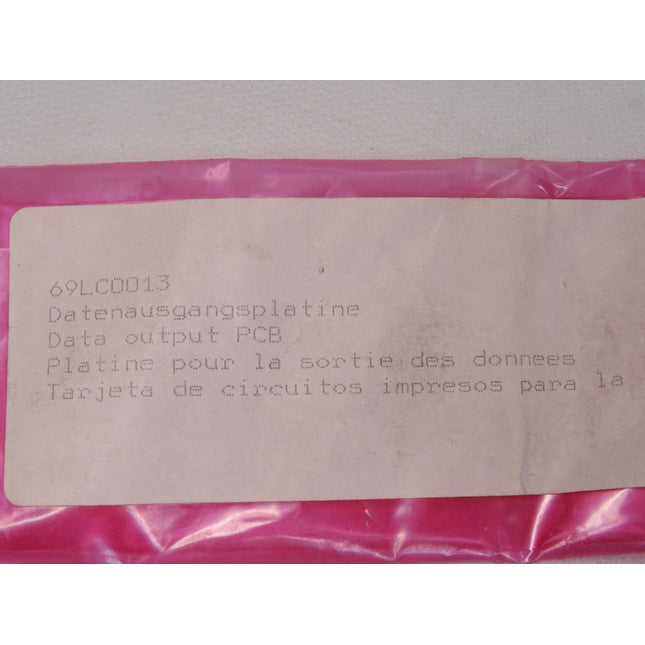 69LC0013
Datenausgangsplatine
Data output PCB
Platine pour la sortie des donnees
Tarjeta de circuitos impresos para la